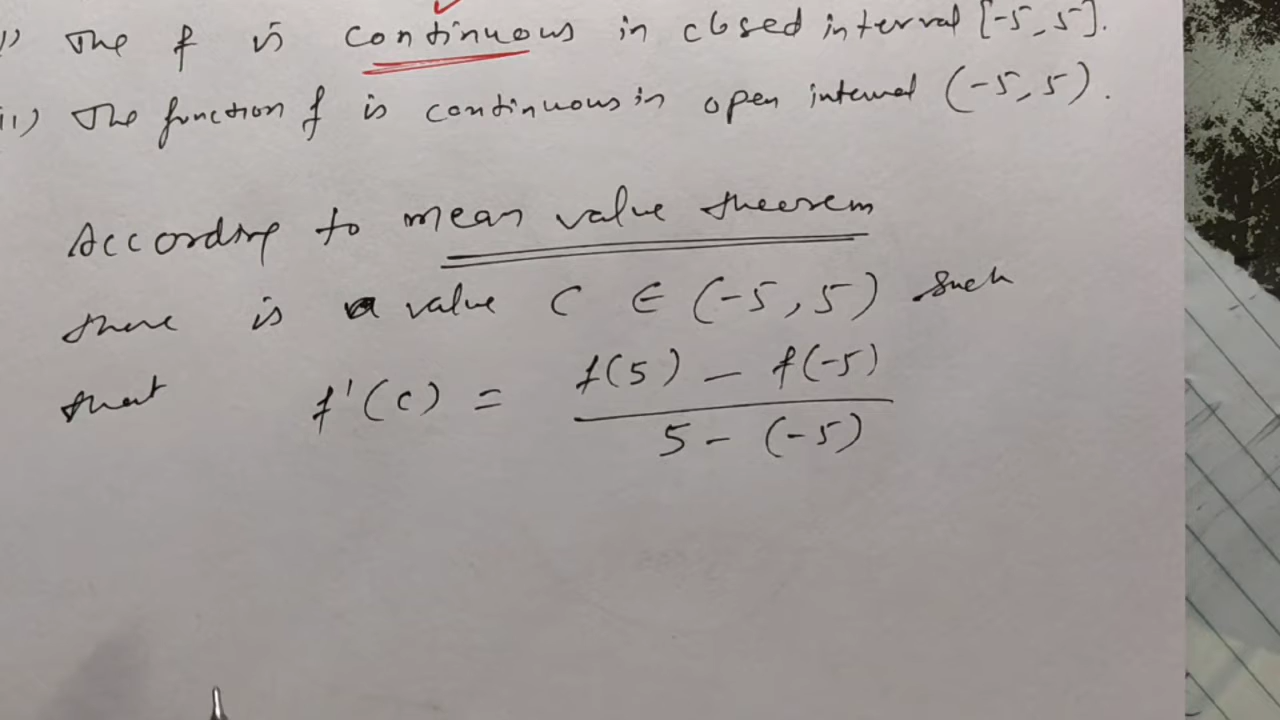 i) The f is continuous in closed interval [-5, 5].
ii) The function f is continuous in open interval (-5, 5).
According to mean value theorem
there is a value C ∈ (-5, 5) such
that f'(c) = \frac{f(5) - f(-5)}{5 - (-5)}